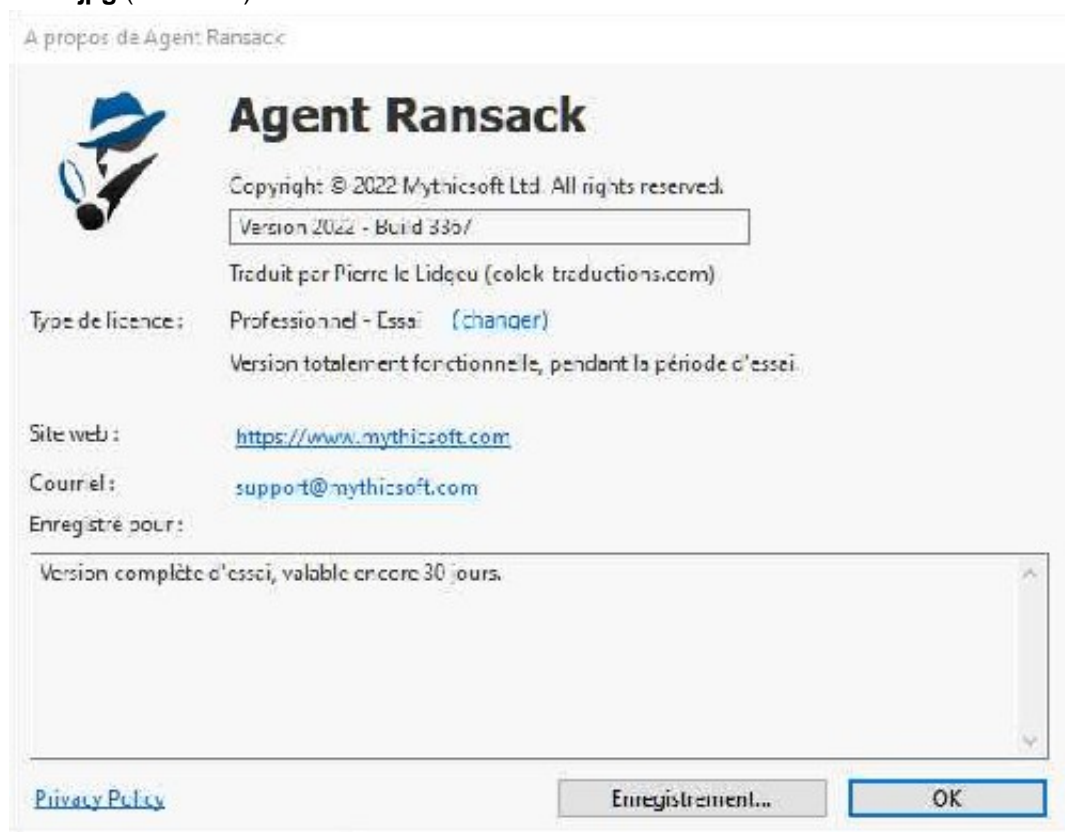 A propos de Agent Ransack
Agent Ransack
Copyright © 2022 Mythicsoft Ltd. All rights reserved.
Version 2022 - Build 3367
Traduit par Pierre le Lidgeu (colok-traductions.com)
Type de licence : Professionnel - Essai (changer)
Version totalement fonctionnelle, pendant la période d'essai.
Site web : https://www.mythicsoft.com
Courriel : support@mythicsoft.com
Enregistré pour :
Version complète d'essai, valable encore 30 jours.
Privacy Policy Enregistrement... OK